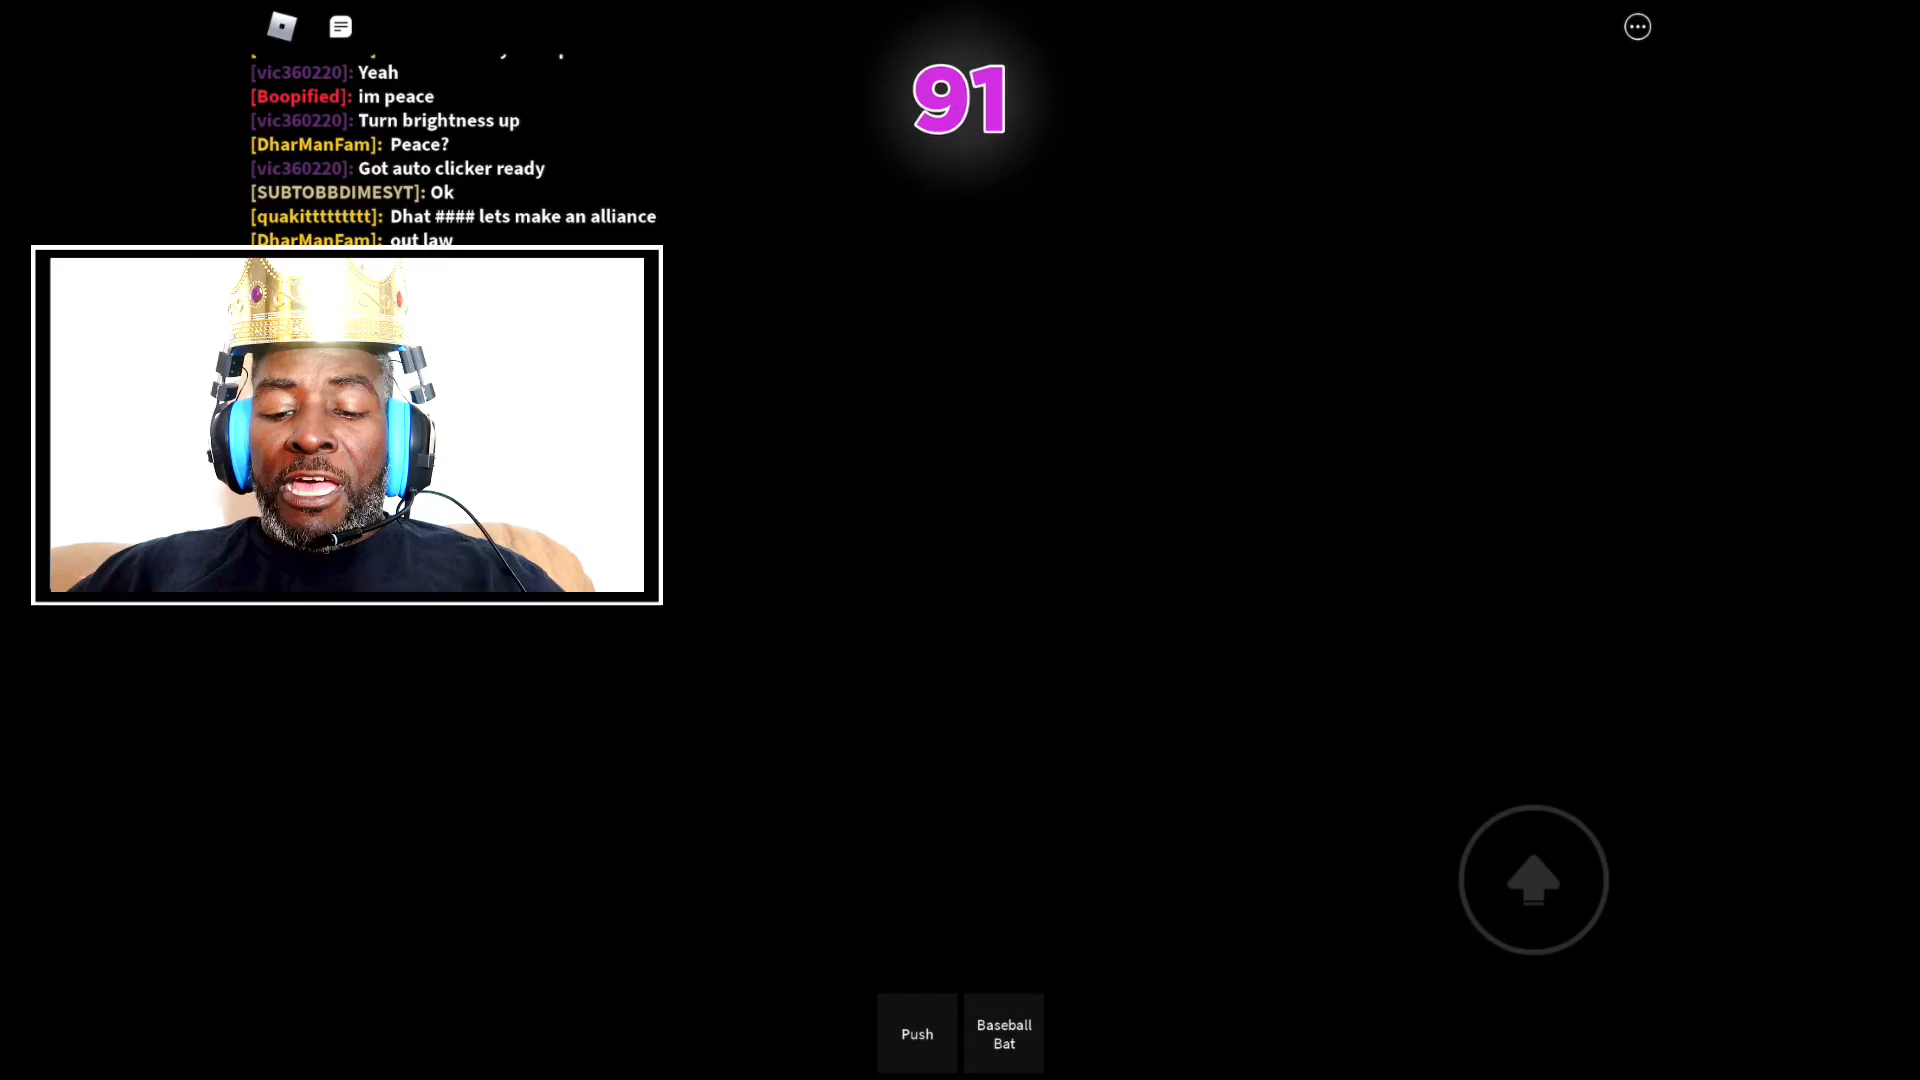 91
[vic360220]: Yeah
[Boopified]: im peace
[vic360220]: Turn brightness up
[DharManFam]: Peace?
[vic360220]: Got auto clicker ready
[SUBTOBBDIMESYT]: Ok
[quakittttttttt]: Dhat #### lets make an alliance
[DharManFam]: out law
Push
Baseball
Bat